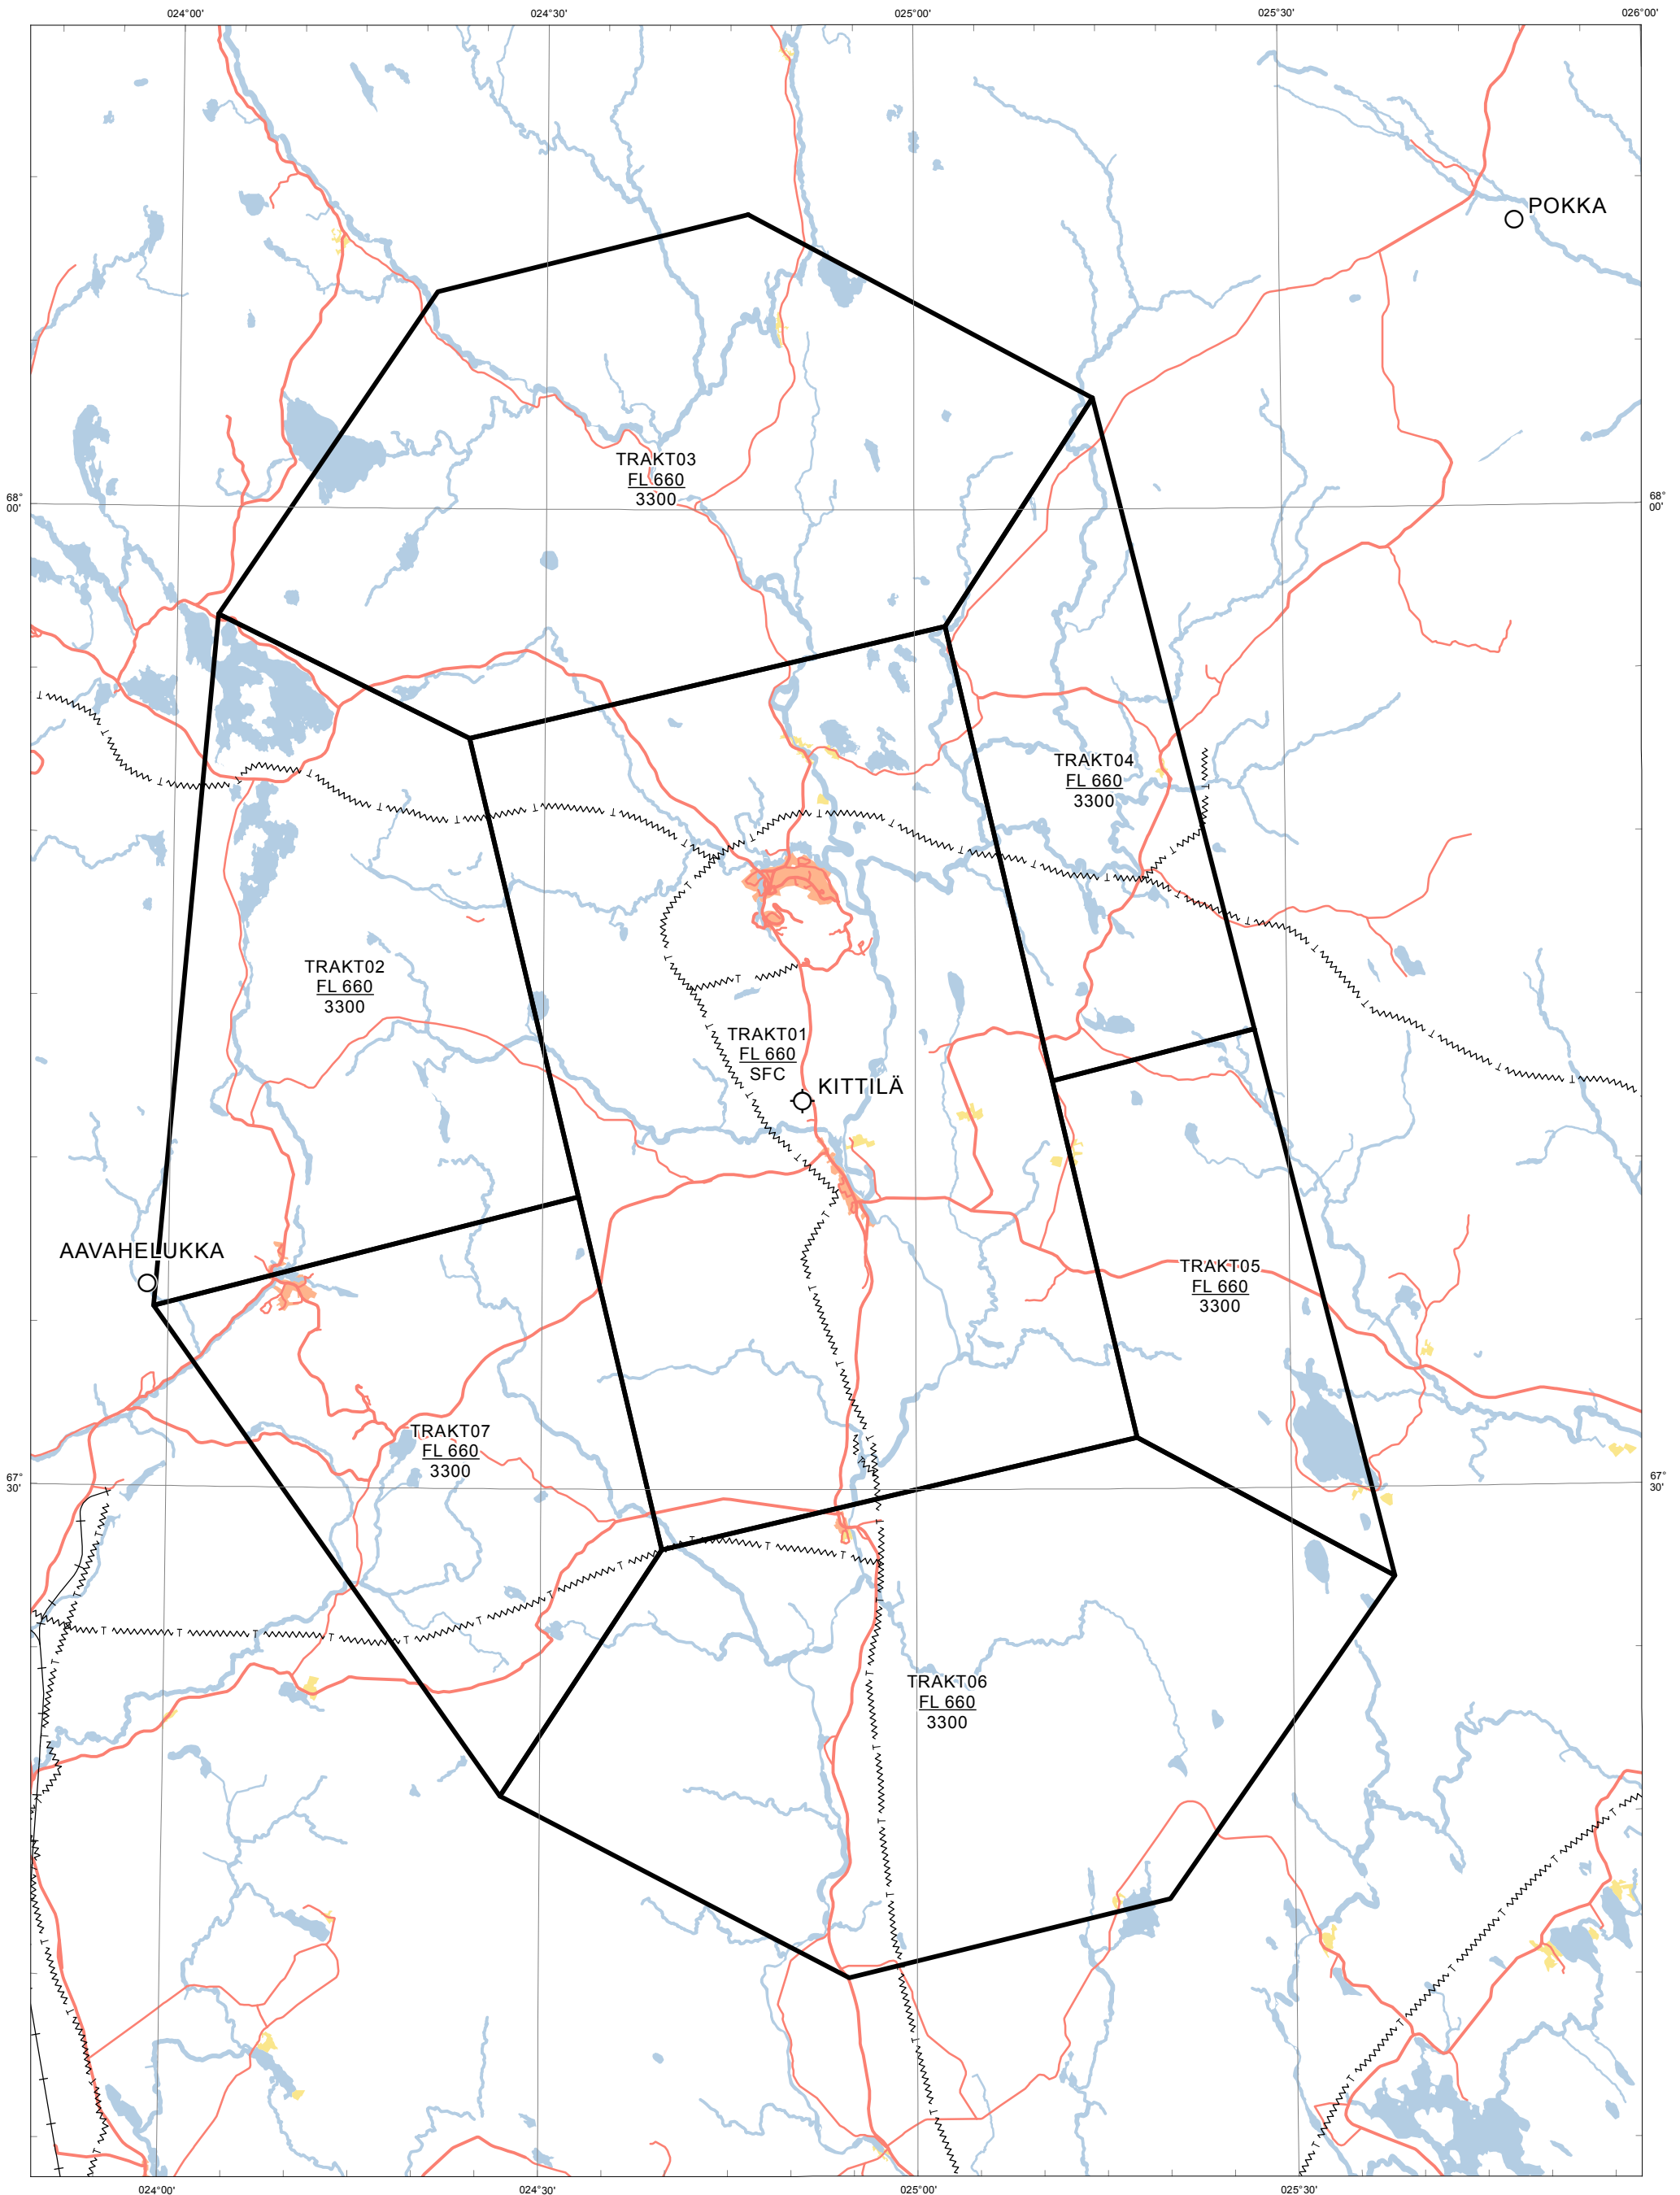 024°00'
024°30'
025°00'
025°30'
026°00'
POKKA
TRAKT03
FL 660
3300
68°
00'
68°
00'
TRAKT04
FL 660
3300
TRAKT02
FL 660
3300
TRAKT01
FL 660
SFC
KITTILÄ
AAVAHELUKKA
TRAKT05
FL 660
3300
TRAKT07
FL 660
3300
67°
30'
67°
30'
TRAKT06
FL 660
3300
024°00'
024°30'
025°00'
025°30'